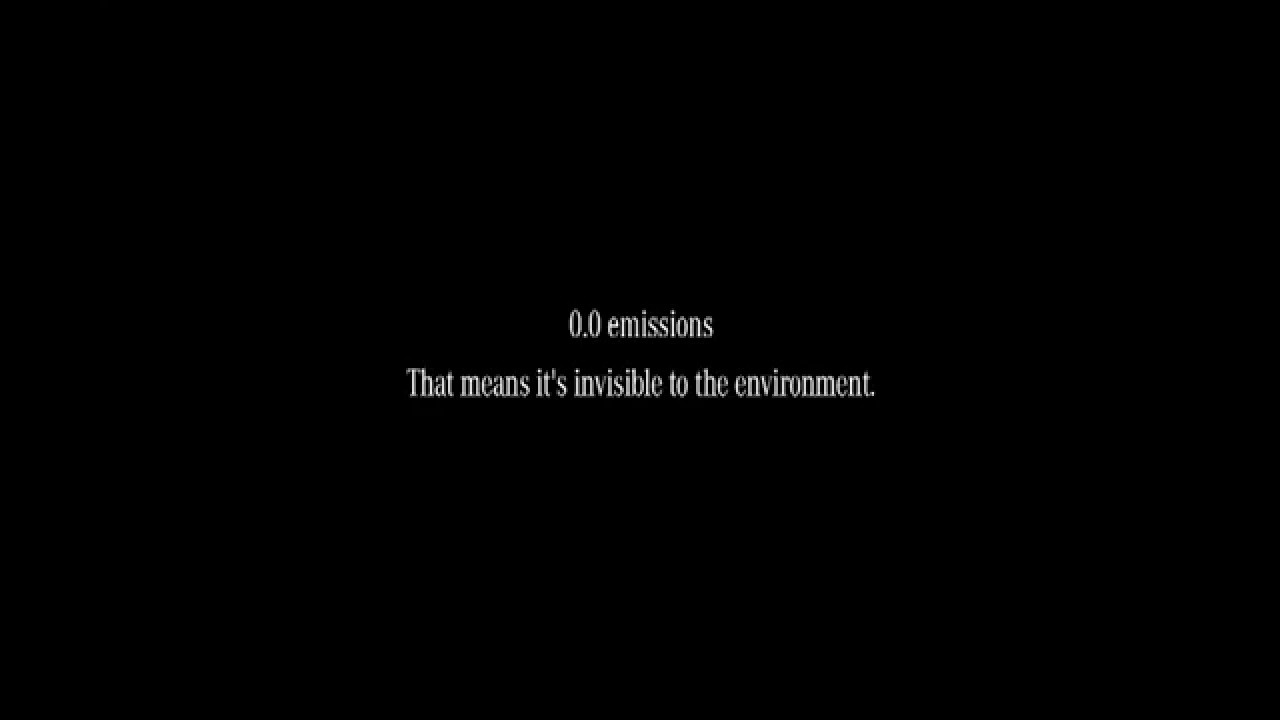 0.0 emissions
That means it's invisible to the environment.